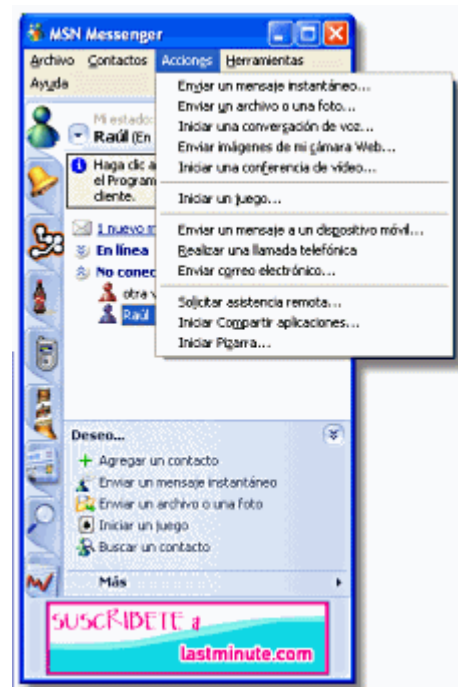 MSN Messenger
Archivo Contactos Acciones Herramientas
Ayuda
Enviar un mensaje instantáneo...
Enviar un archivo o una foto...
Iniciar una conversación de voz...
Enviar imágenes de mi cámara Web...
Iniciar una conferencia de vídeo...
Iniciar un juego...
Enviar un mensaje a un dispositivo móvil...
Realizar una llamada telefónica
Enviar correo electrónico...
Solicitar asistencia remota...
Iniciar Compartir aplicaciones...
Iniciar Pizarra...
Mi estado:
Raúl (En
Haga clic a
el Program
cliente.
1 nuevo m
En línea
No conec
otra v
Raúl
Deseo...
Agregar un contacto
Enviar un mensaje instantáneo
Enviar un archivo o una foto
Iniciar un juego
Buscar un contacto
Más
SUSCRIBETE a
lastminute.com